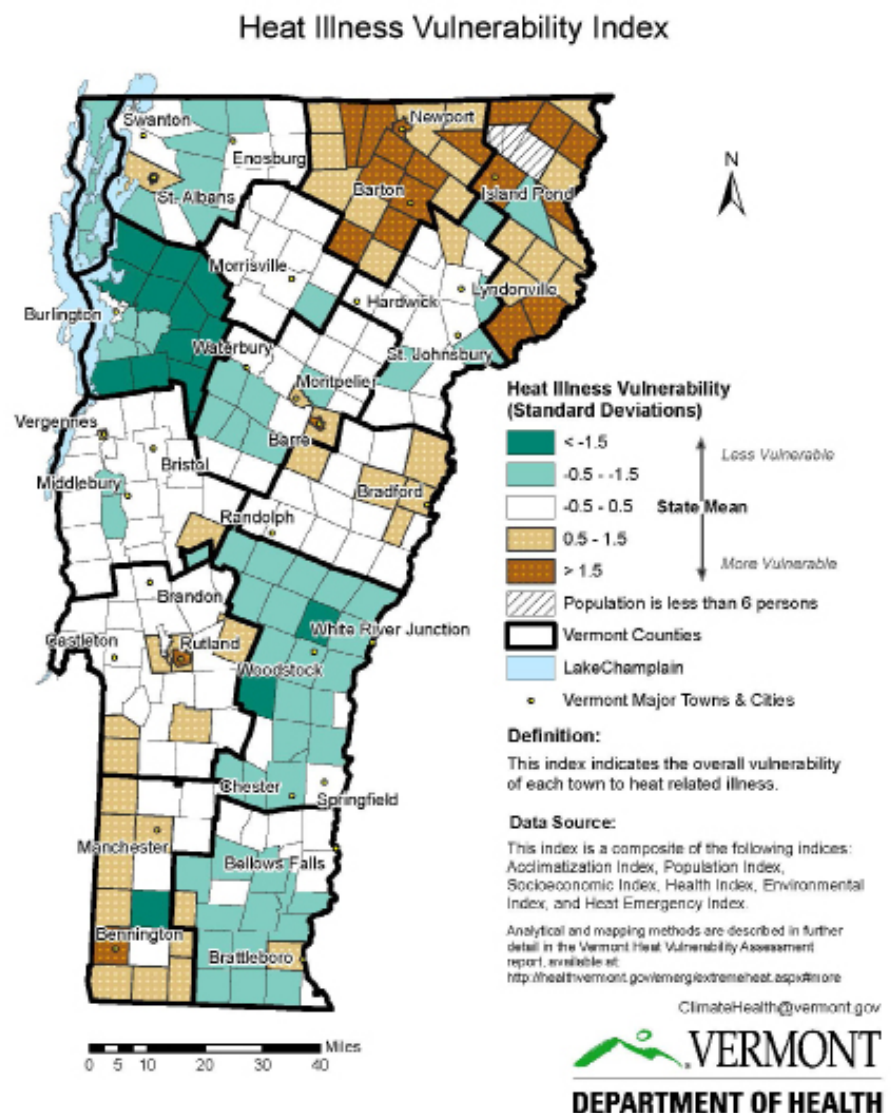 Heat Illness Vulnerability Index
Swanton
Newport
Enosburg
St. Albans
Barton
Island Pond
N
Morrisville
Hardwick
Lyndonville
Burlington
Waterbury
St. Johnsbury
Montpelier
Vergennes
Barre
Bristol
Middlebury
Bradford
Randolph
Brandon
Castleton
Rutland
White River Junction
Woodstock
Chester
Springfield
Manchester
Bellows Falls
Bennington
Brattleboro
Heat Illness Vulnerability
(Standard Deviations)
< -1.5
-0.5 - -1.5
-0.5 - 0.5 State Mean
0.5 - 1.5
> 1.5
Less Vulnerable
More Vulnerable
Population is less than 6 persons
Vermont Counties
LakeChamplain
Vermont Major Towns & Cities
Definition:
This index indicates the overall vulnerability
of each town to heat related illness.
Data Source:
This index is a composite of the following indices:
Acclimatization Index, Population Index,
Socioeconomic Index, Health Index, Environmental
Index, and Heat Emergency Index.
Analytical and mapping methods are described in further
detail in the Vermont Heat Vulnerability Assessment
report, available at:
http://healthvermont.gov/emerg/extremeheat.aspx#more
ClimateHealth@vermont.gov
VERMONT
DEPARTMENT OF HEALTH
Miles
0 5 10 20 30 40